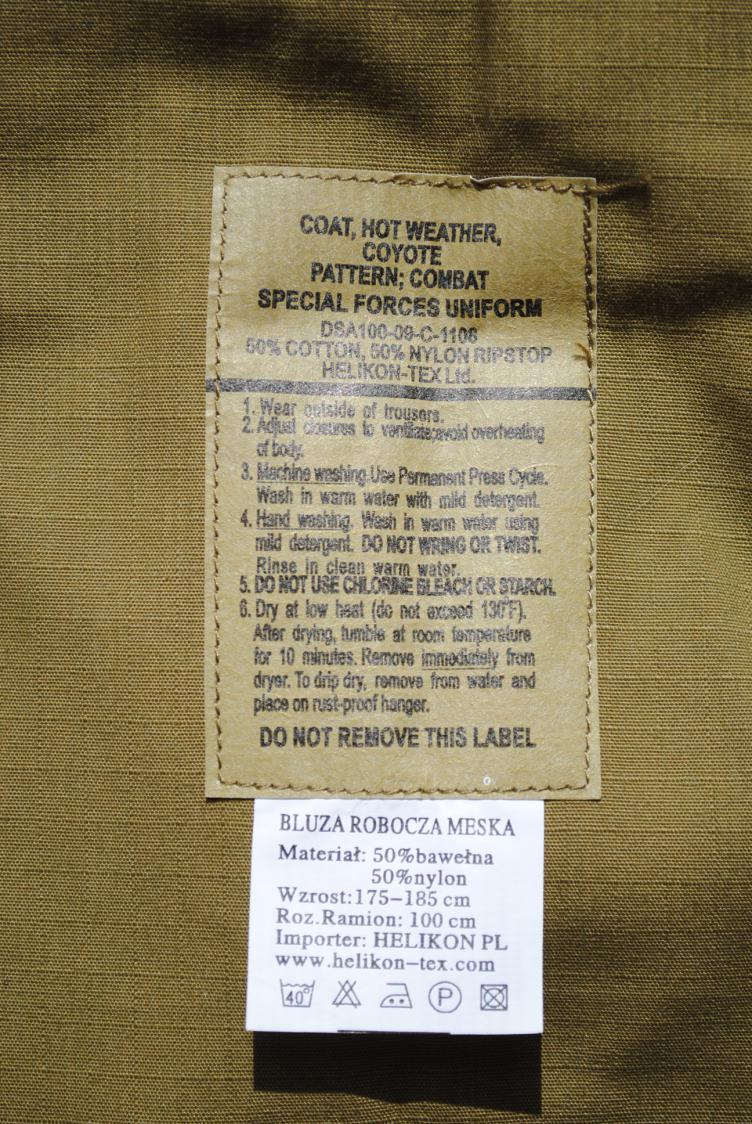 COAT, HOT WEATHER,
COYOTE
PATTERN; COMBAT
SPECIAL FORCES UNIFORM
DSA100-09-C-1106
50% COTTON, 50% NYLON RIPSTOP
HELIKON-TEX Ltd.
1. Wear outside of trousers.
2. Adjust closures to ventilate;avoid overheating
of body.
3. Machine washing.Use Permanent Press Cycle.
Wash in warm water with mild detergent.
4. Hand washing. Wash in warm water using
mild detergent. DO NOT WRING OR TWIST.
Rinse in clean warm water.
5. DO NOT USE CHLORINE BLEACH OR STARCH.
6. Dry at low heat (do not exceed 130°F).
After drying, tumble at room temperature
for 10 minutes. Remove immediately from
dryer. To drip dry, remove from water and
place on rust-proof hanger.
DO NOT REMOVE THIS LABEL
BLUZA ROBOCZA MESKA
Materiał: 50%bawełna
50%nylon
Wzrost:175–185 cm
Roz.Ramion: 100 cm
Importer: HELIKON PL
www.helikon-tex.com
40° P